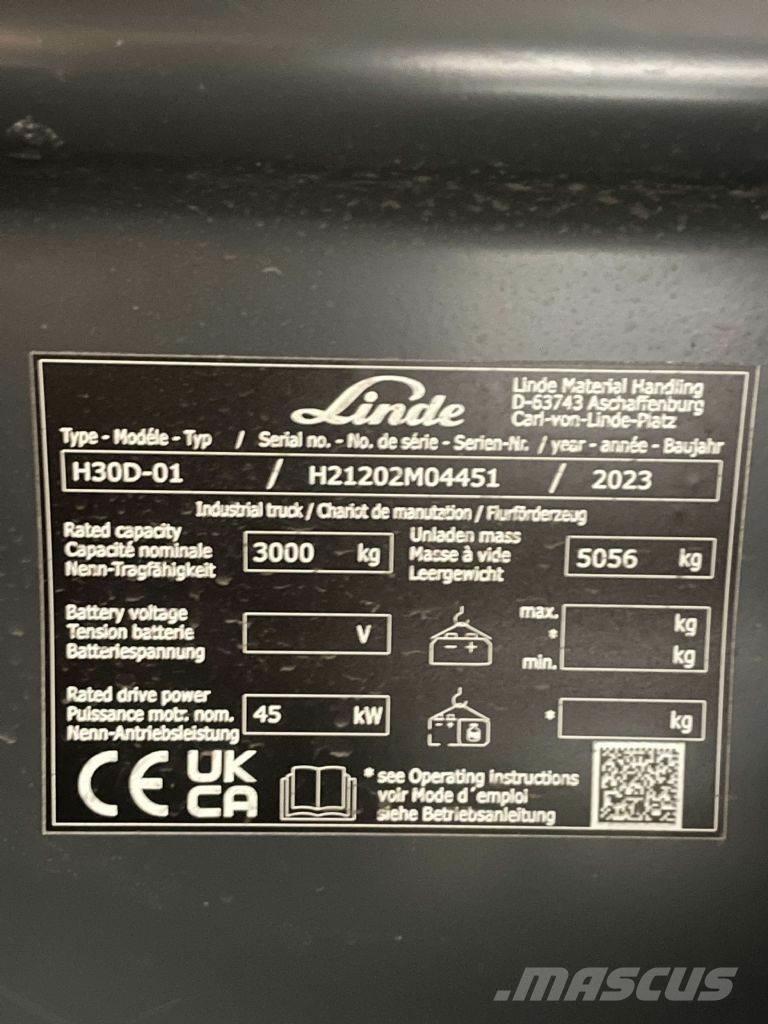 Linde
Linde Material Handling
D-63743 Aschaffenburg
Carl-von-Linde-Platz
Type - Modéle - Typ / Serial no. - No. de série - Serien-Nr. / year - année - Baujahr
H30D-01 / H21202M04451 / 2023
Industrial truck / Chariot de manutation / Flurförderzeug
Rated capacity
Capacité nominale
Nenn-Tragfähigkeit
3000 kg
Unladen mass
Masse à vide
Leergewicht
5056 kg
Battery voltage
Tension batterie
Batteriespannung
V
- +
max.
*
min.
kg
kg
Rated drive power
Puissance motr. nom.
Nenn-Antriebsleistung
45 kW
*
kg
CE
UK
CA
* see Operating instructions
voir Mode d´emploi
siehe Betriebsanleitung
MASCUS